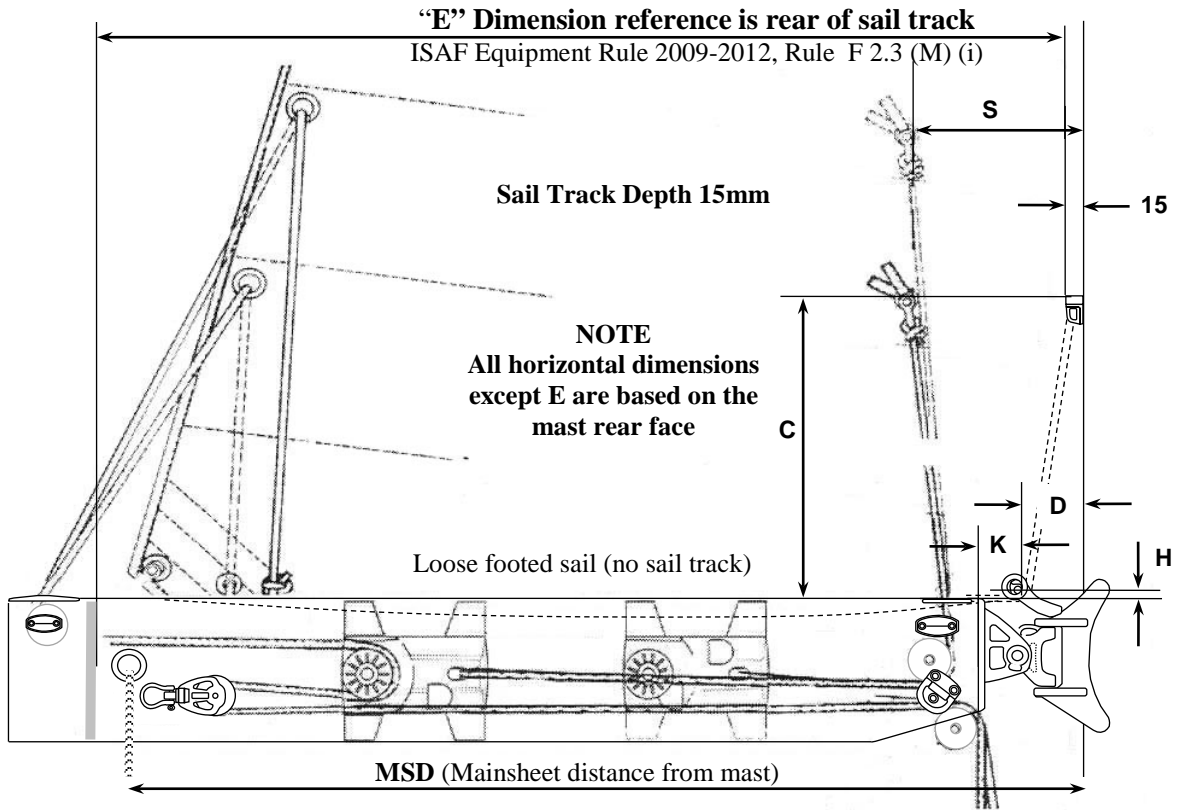 “E” Dimension reference is rear of sail track
ISAF Equipment Rule 2009-2012, Rule F 2.3 (M) (i)
S
Sail Track Depth 15mm
15
NOTE
All horizontal dimensions
except E are based on the
mast rear face
C
D
K
Loose footed sail (no sail track)
H
MSD (Mainsheet distance from mast)